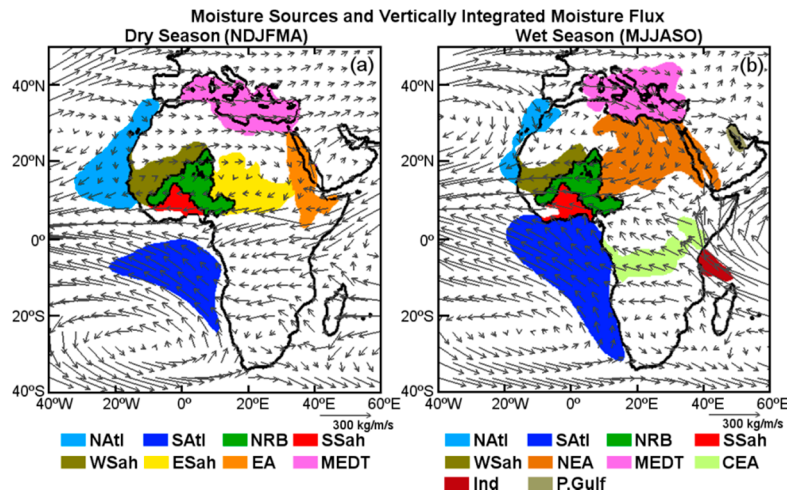 Moisture Sources and Vertically Integrated Moisture Flux
Dry Season (NDJFMA)
Wet Season (MJJASO)
(a)
(b)
40ºN
20ºN
0º
20ºS
40ºS
40ºW 20ºW 0º 20ºE 40ºE 60ºE
40ºN
20ºN
0º
20ºS
40ºS
40ºW 20ºW 0º 20ºE 40ºE 60ºE
300 kg/m/s
300 kg/m/s
NAtl SAtl NRB SSah
WSah ESah EA MEDT
NAtl SAtl NRB SSah
WSah NEA MEDT CEA
Ind P.Gulf